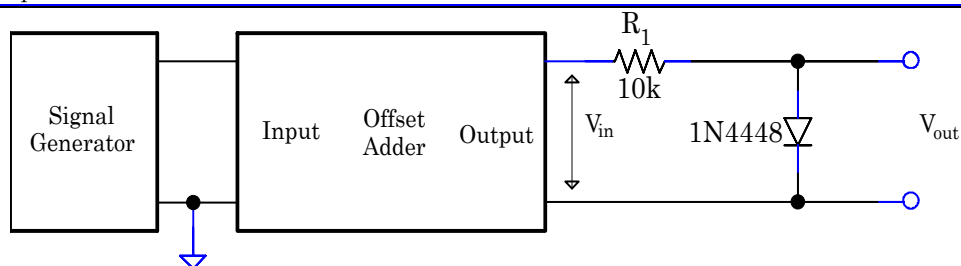 R1
10k
Signal
Generator
Input
Offset
Adder
Output
Vin
1N4448
Vout